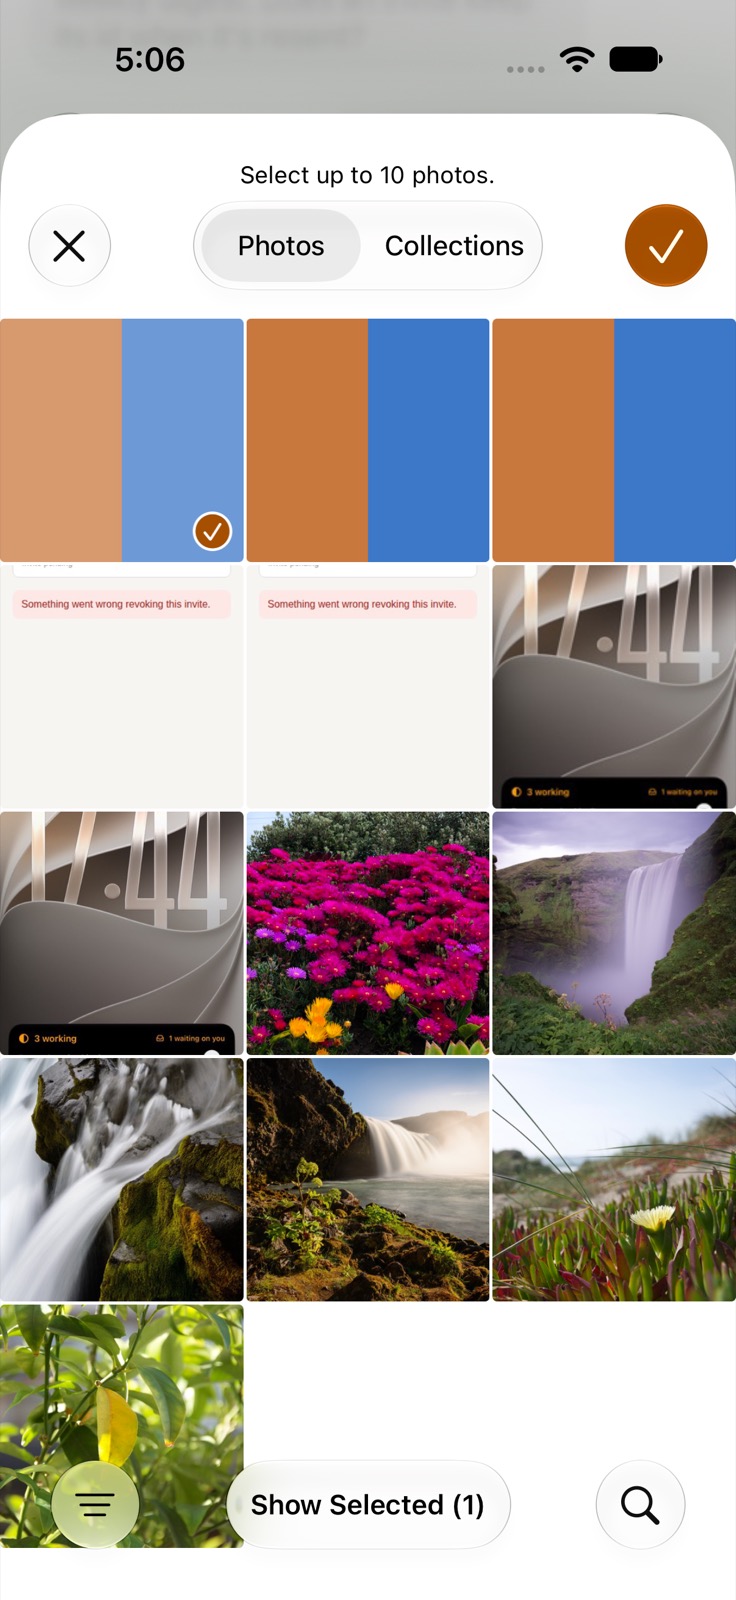 5:06
Select up to 10 photos.
Photos
Collections
Something went wrong revoking this invite.
Something went wrong revoking this invite.
3 working
1 waiting on you
3 working
1 waiting on you
Show Selected (1)